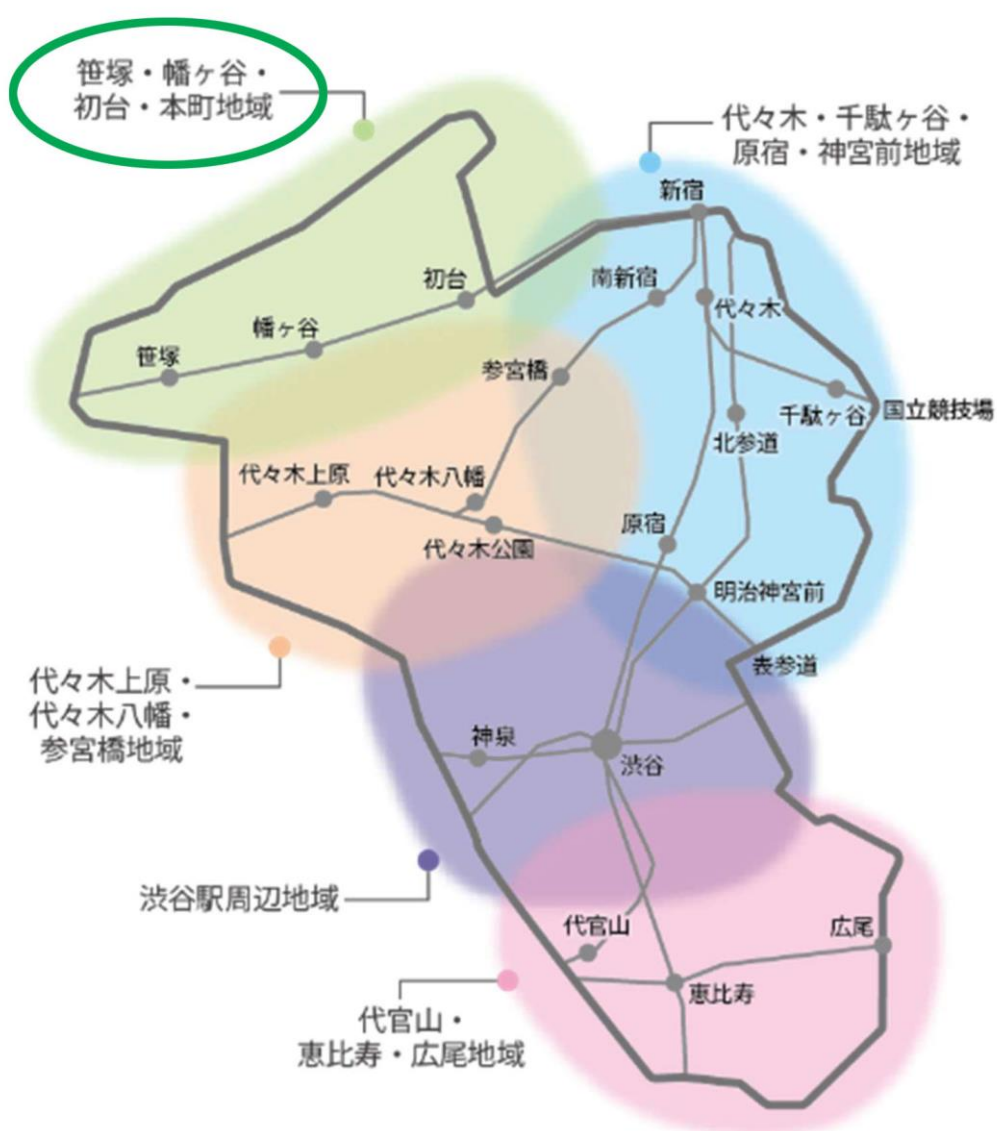 笹塚・幡ヶ谷・
初台・本町地域
代々木・千駄ヶ谷・
原宿・神宮前地域
新宿
初台
南新宿
代々木
幡ヶ谷
笹塚
参宮橋
千駄ヶ谷
国立競技場
北参道
代々木上原
代々木八幡
代々木公園
原宿
明治神宮前
表参道
代々木上原・
代々木八幡・
参宮橋地域
神泉
渋谷
渋谷駅周辺地域
代官山
広尾
恵比寿
代官山・
恵比寿・広尾地域